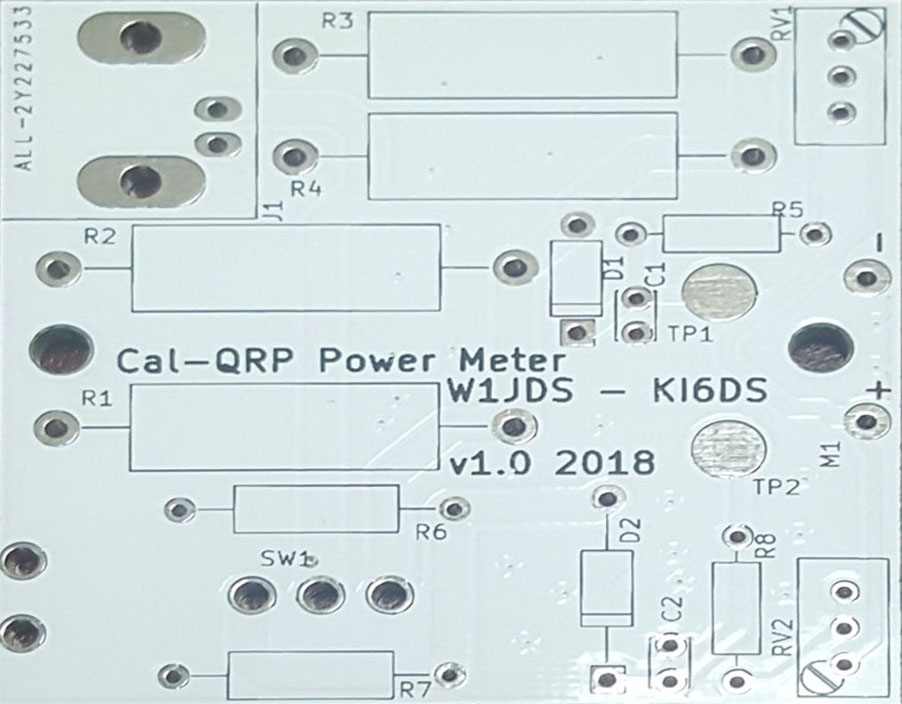 ALL-2Y227533
R3
RV1
R4
J1
R2
R5
D1
C1
-
TP1
Cal-QRP Power Meter
W1JDS - KI6DS
R1
+
M1
v1.0 2018
TP2
R6
D2
R8
SW1
C2
RV2
R7